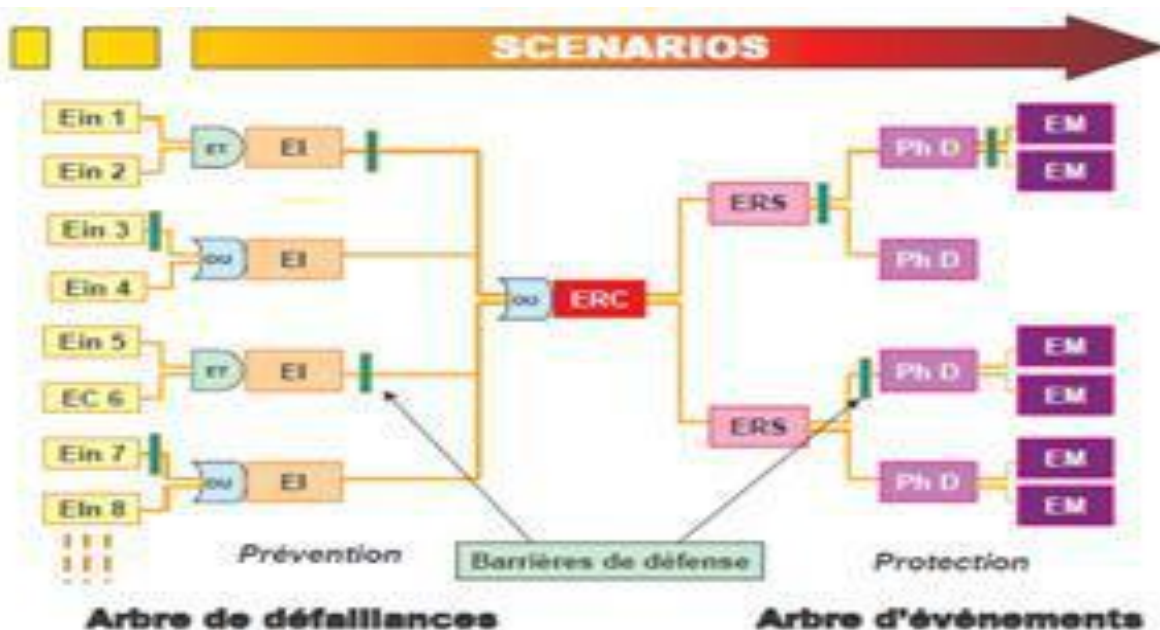 SCENARIOS
Ein 1
Ein 2
ET
EI
Ein 3
Ein 4
OU
EI
Ein 5
EC 6
ET
EI
Ein 7
EIn 8
OU
EI
OU
ERC
ERS
ERS
Ph D
Ph D
Ph D
Ph D
EM
EM
EM
EM
EM
EM
Prévention
Barrières de défense
Protection
Arbre de défaillances
Arbre d'événements